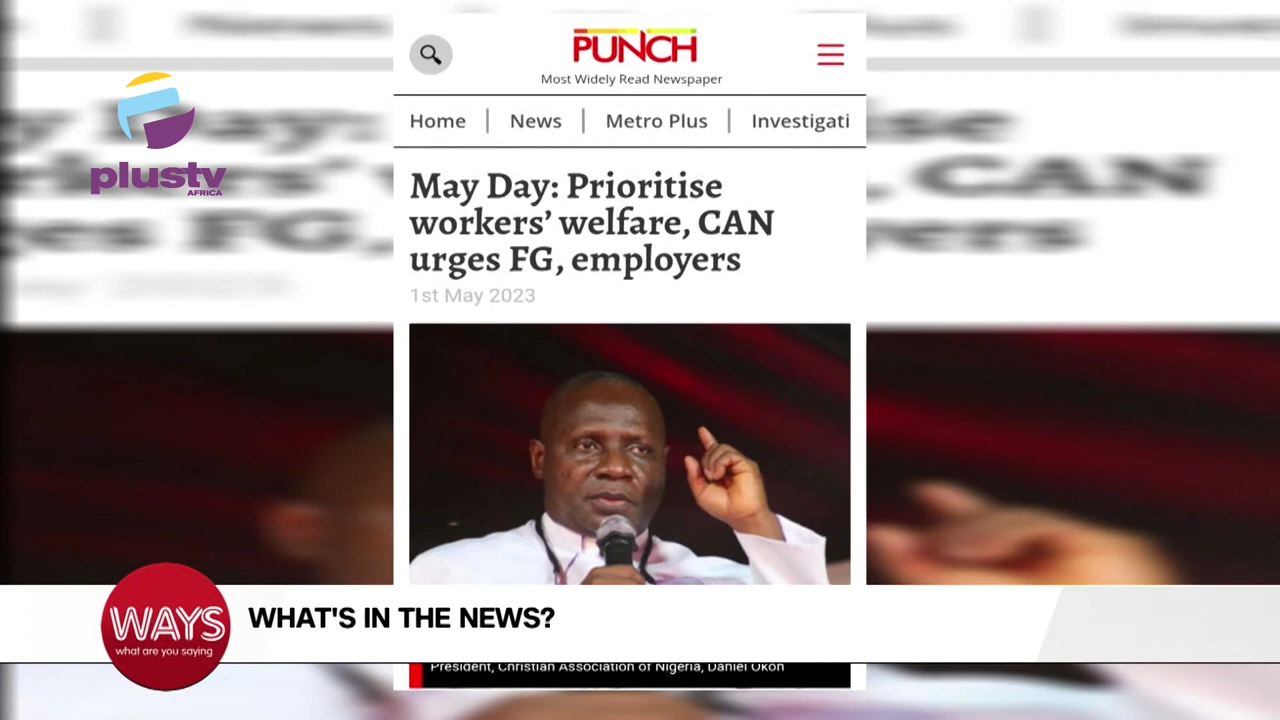 PUNCH
Most Widely Read Newspaper
Home | News | Metro Plus | Investigati
May Day: Prioritise
workers’ welfare, CAN
urges FG, employers
1st May 2023
plustv
AFRICA
WAYS
what are you saying
WHAT'S IN THE NEWS?
President, Christian Association of Nigeria, Daniel Okoh